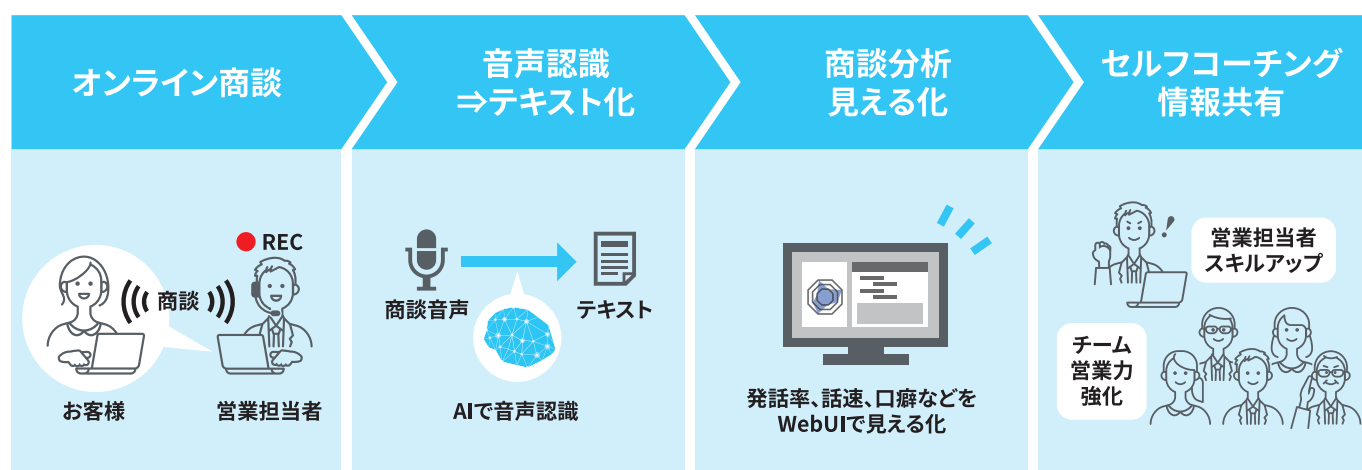 オンライン商談
音声認識
⇒テキスト化
商談分析
見える化
セルフコーチング
情報共有
REC
商談
お客様
営業担当者
商談音声
テキスト
AIで音声認識
発話率、話速、口癖などを
WebUIで見える化
!
営業担当者
スキルアップ
チーム
営業力
強化